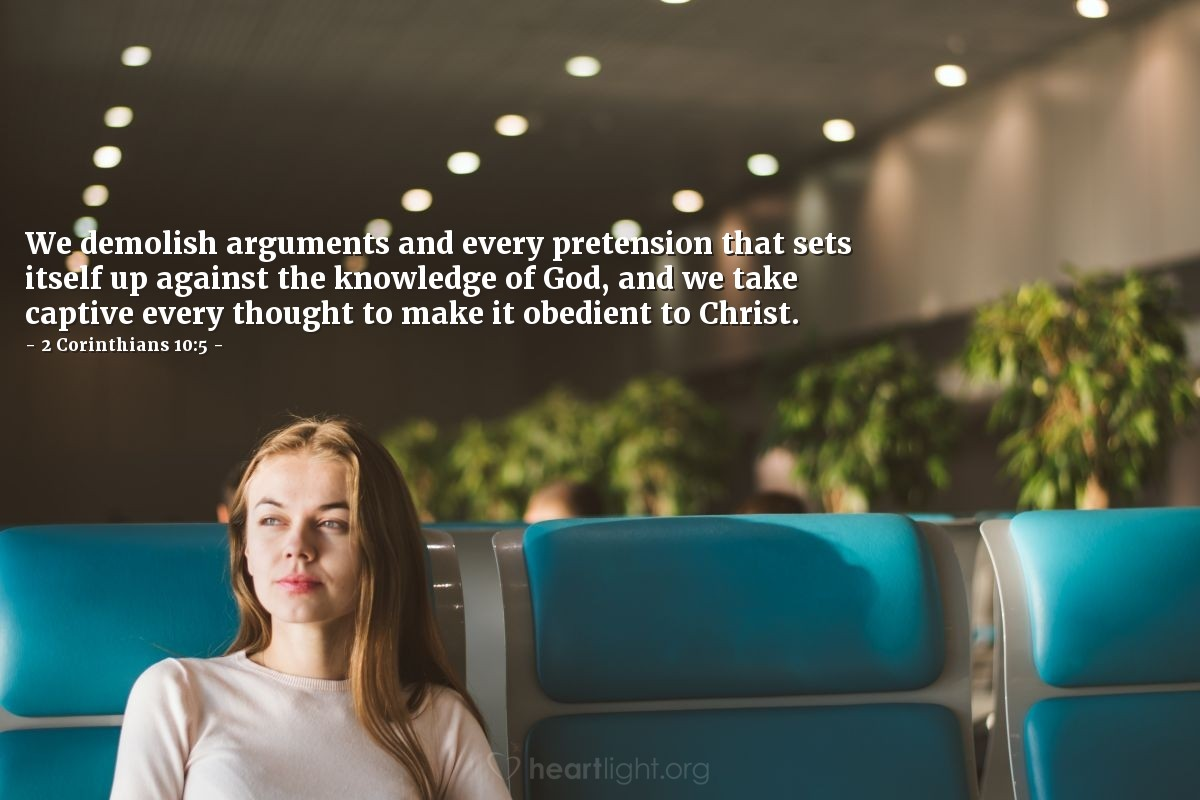 We demolish arguments and every pretension that sets
itself up against the knowledge of God, and we take
captive every thought to make it obedient to Christ.
- 2 Corinthians 10:5 -
heartlight.org